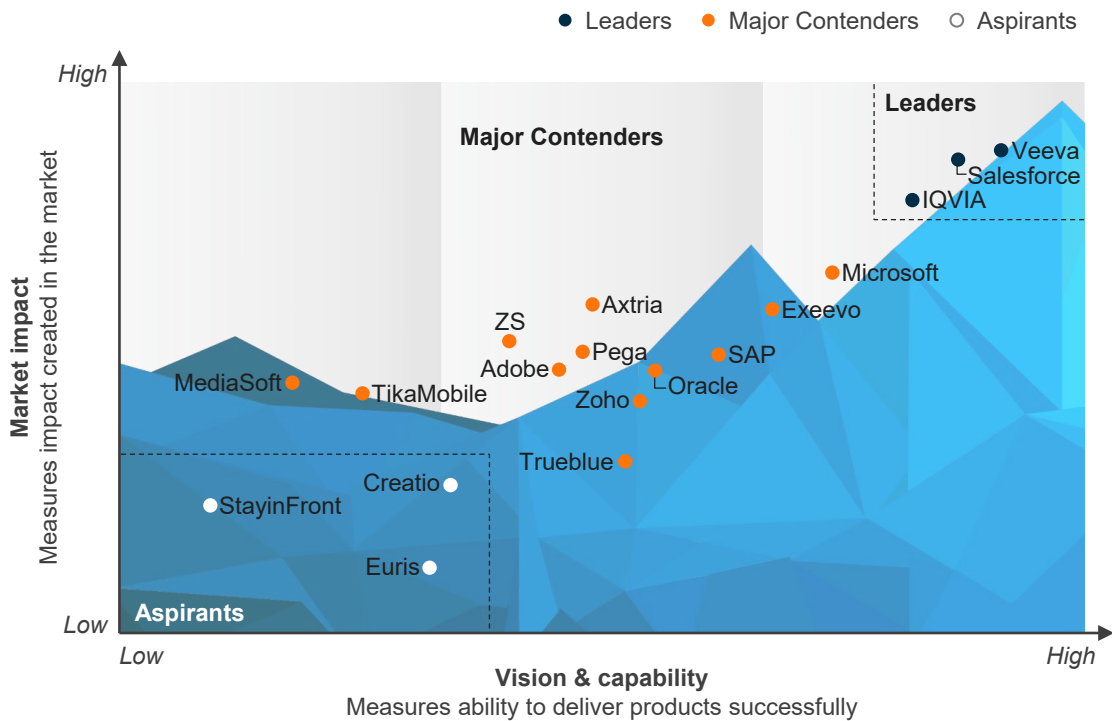 Leaders
Major Contenders
Aspirants
High
Leaders
Major Contenders
Veeva
Salesforce
IQVIA
Microsoft
Axtria
Exeevo
ZS
Pega
SAP
Adobe
Oracle
MediaSoft
TikaMobile
Zoho
Trueblue
Creatio
StayinFront
Euris
Aspirants
Low
Market impact
Measures impact created in the market
Low
High
Vision & capability
Measures ability to deliver products successfully